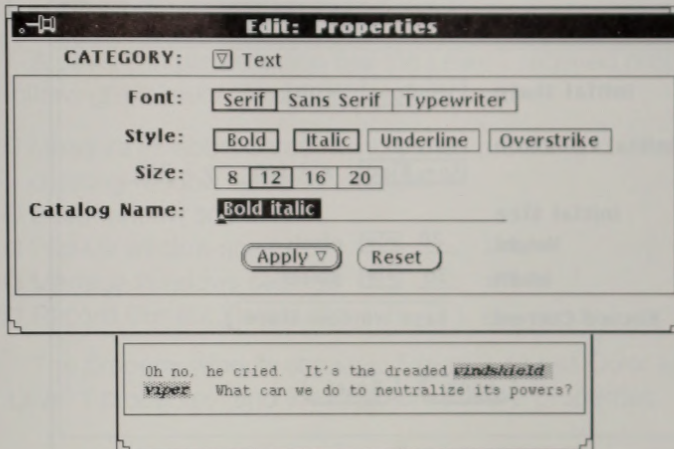 Edit: Properties
CATEGORY: Text
Font: Serif Sans Serif Typewriter
Style: Bold Italic Underline Overstrike
Size: 8 12 16 20
Catalog Name: Bold italic
Apply Reset
Oh no, he cried. It's the dreaded windshield
viper. What can we do to neutralize its powers?